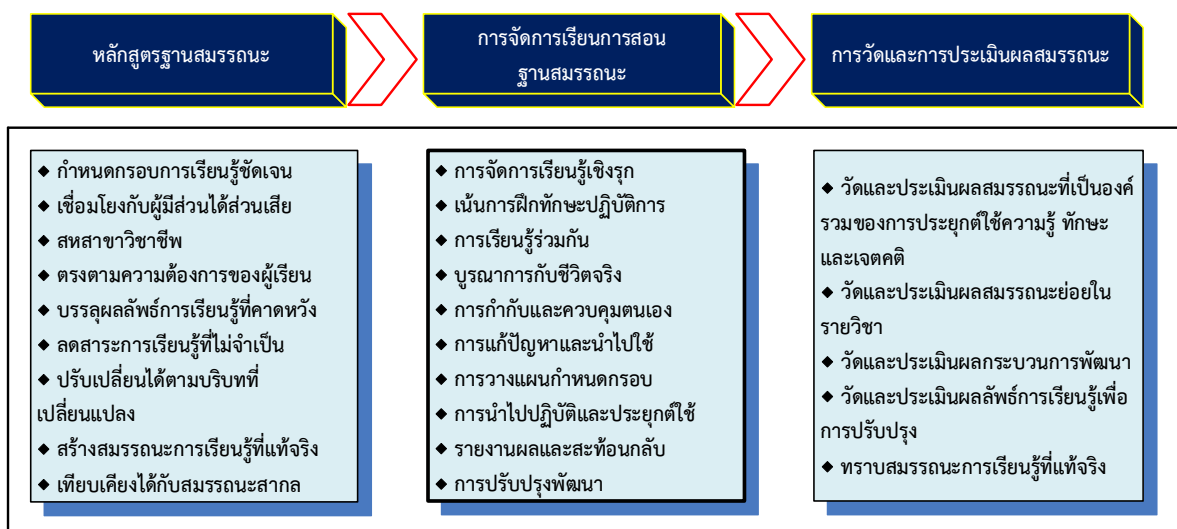 หลักสูตรฐานสมรรถนะ
การจัดการเรียนการสอน
ฐานสมรรถนะ
การวัดและการประเมินผลสมรรถนะ
◆ กำหนดกรอบการเรียนรู้ชัดเจน
◆ เชื่อมโยงกับผู้มีส่วนได้ส่วนเสีย
◆ สหสาขาวิชาชีพ
◆ ตรงตามความต้องการของผู้เรียน
◆ บรรลุผลลัพธ์การเรียนรู้ที่คาดหวัง
◆ ลดสาระการเรียนรู้ที่ไม่จำเป็น
◆ ปรับเปลี่ยนได้ตามบริบทที่
เปลี่ยนแปลง
◆ สร้างสมรรถนะการเรียนรู้ที่แท้จริง
◆ เทียบเคียงได้กับสมรรถนะสากล
◆ การจัดการเรียนรู้เชิงรุก
◆ เน้นการฝึกทักษะปฏิบัติการ
◆ การเรียนรู้ร่วมกัน
◆ บูรณาการกับชีวิตจริง
◆ การกำกับและควบคุมตนเอง
◆ การแก้ปัญหาและนำไปใช้
◆ การวางแผนกำหนดกรอบ
◆ การนำไปปฏิบัติและประยุกต์ใช้
◆ รายงานผลและสะท้อนกลับ
◆ การปรับปรุงพัฒนา
◆ วัดและประเมินผลสมรรถนะที่เป็นองค์
รวมของการประยุกต์ใช้ความรู้ ทักษะ
และเจตคติ
◆ วัดและประเมินผลสมรรถนะย่อยใน
รายวิชา
◆ วัดและประเมินผลกระบวนการพัฒนา
◆ วัดและประเมินผลลัพธ์การเรียนรู้เพื่อ
การปรับปรุง
◆ ทราบสมรรถนะการเรียนรู้ที่แท้จริง